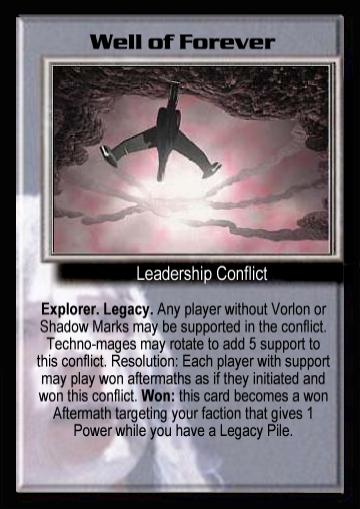 Well of Forever
Leadership Conflict
Explorer. Legacy. Any player without Vorlon or
Shadow Marks may be supported in the conflict.
Techno-mages may rotate to add 5 support to
this conflict. Resolution: Each player with support
may play won aftermaths as if they initiated and
won this conflict. Won: this card becomes a won
Aftermath targeting your faction that gives 1
Power while you have a Legacy Pile.